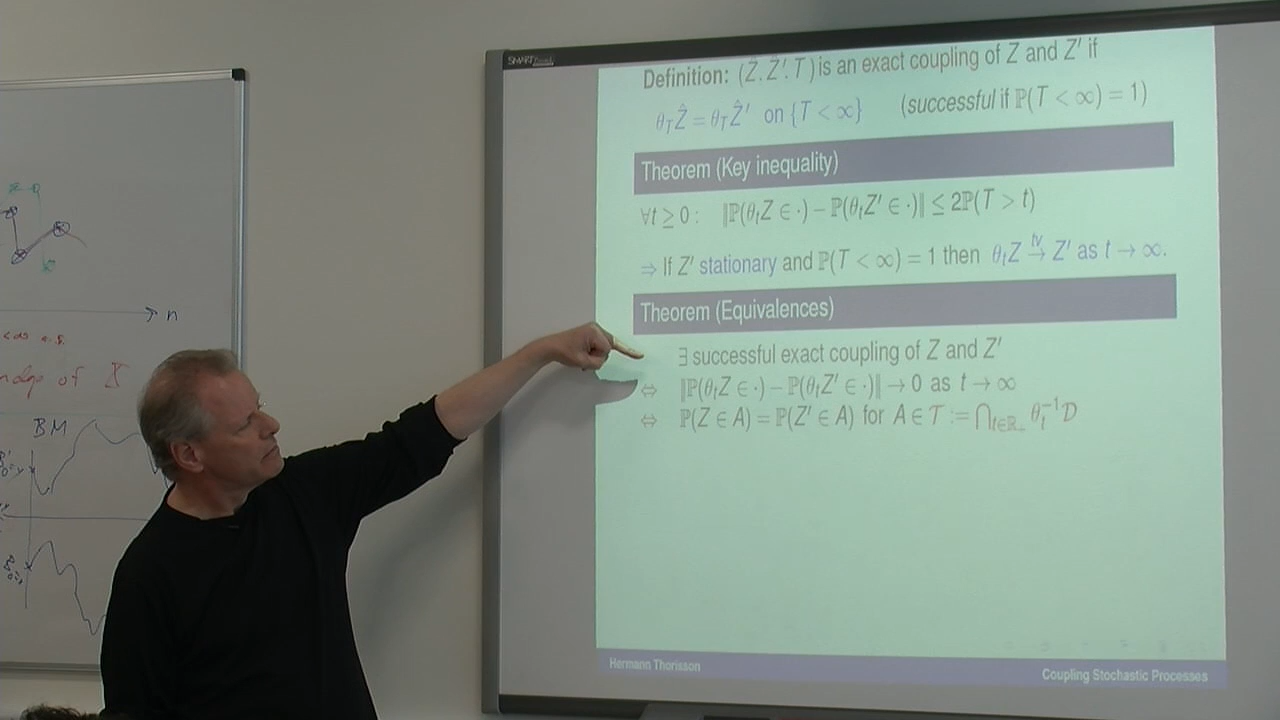 SMART
Definition: (Ẑ, Ẑ′, T) is an exact coupling of Z and Z′ if
θ_T Ẑ = θ_T Ẑ′ on {T < ∞} (successful if ℙ(T < ∞) = 1)
Theorem (Key inequality)
∀t ≥ 0 : ‖ℙ(θ_t Z ∈ ·) − ℙ(θ_t Z′ ∈ ·)‖ ≤ 2ℙ(T > t)
⇒ If Z′ stationary and ℙ(T < ∞) = 1 then θ_t Z →^{tv} Z′ as t → ∞.
Theorem (Equivalences)
∃ successful exact coupling of Z and Z′
⇔ ‖ℙ(θ_t Z ∈ ·) − ℙ(θ_t Z′ ∈ ·)‖ → 0 as t → ∞
⇔ ℙ(Z ∈ A) = ℙ(Z′ ∈ A) for A ∈ 𝒯 := ⋂_{t∈ℝ₊} θ_t^{-1} 𝒟
Hermann Thorisson
Coupling Stochastic Processes
n
a.s.
of X
BM